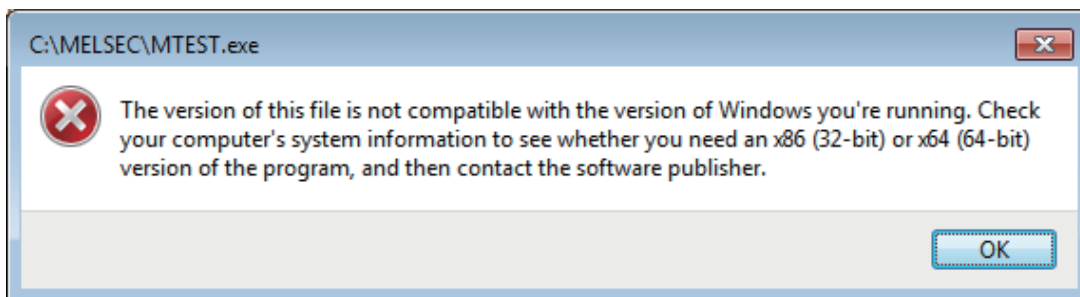 C:\MELSEC\MTEST.exe
The version of this file is not compatible with the version of Windows you're running. Check
your computer's system information to see whether you need an x86 (32-bit) or x64 (64-bit)
version of the program, and then contact the software publisher.
OK